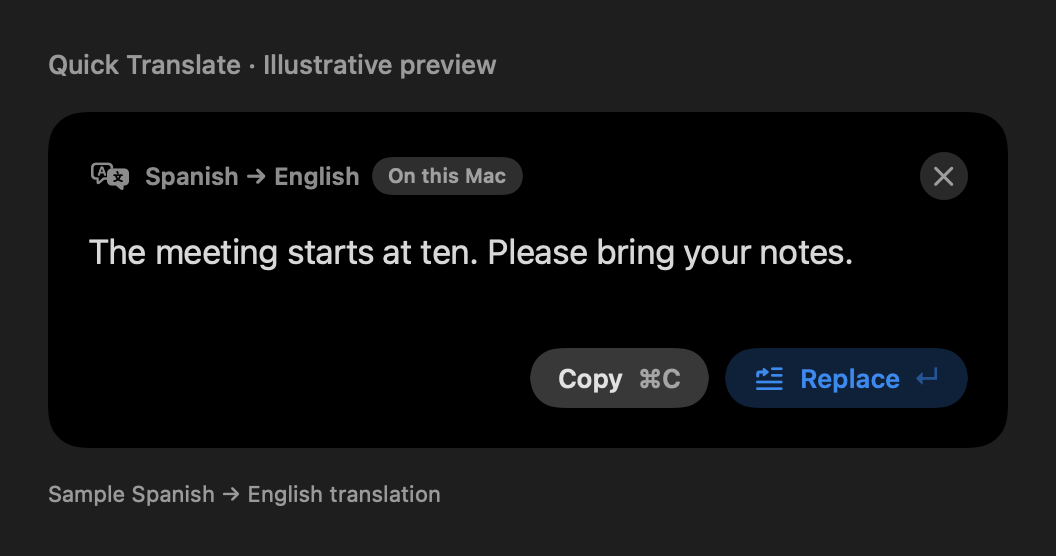 Quick Translate · Illustrative preview
Spanish → English On this Mac
The meeting starts at ten. Please bring your notes.
Copy ⌘C Replace ↵
Sample Spanish → English translation